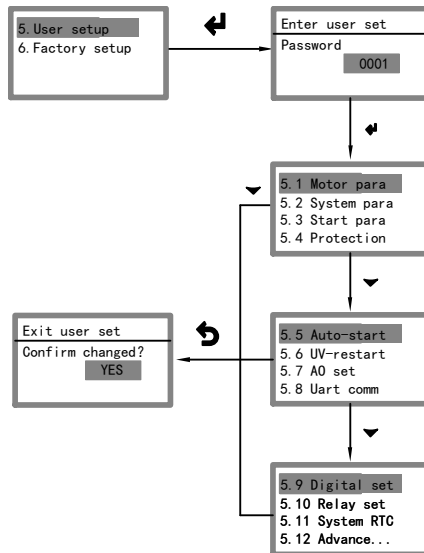 5. User setup
6. Factory setup
Enter user set
Password
0001
5.1 Motor para
5.2 System para
5.3 Start para
5.4 Protection
Exit user set
Confirm changed?
YES
5.5 Auto-start
5.6 UV-restart
5.7 AO set
5.8 Uart comm
5.9 Digital set
5.10 Relay set
5.11 System RTC
5.12 Advance...